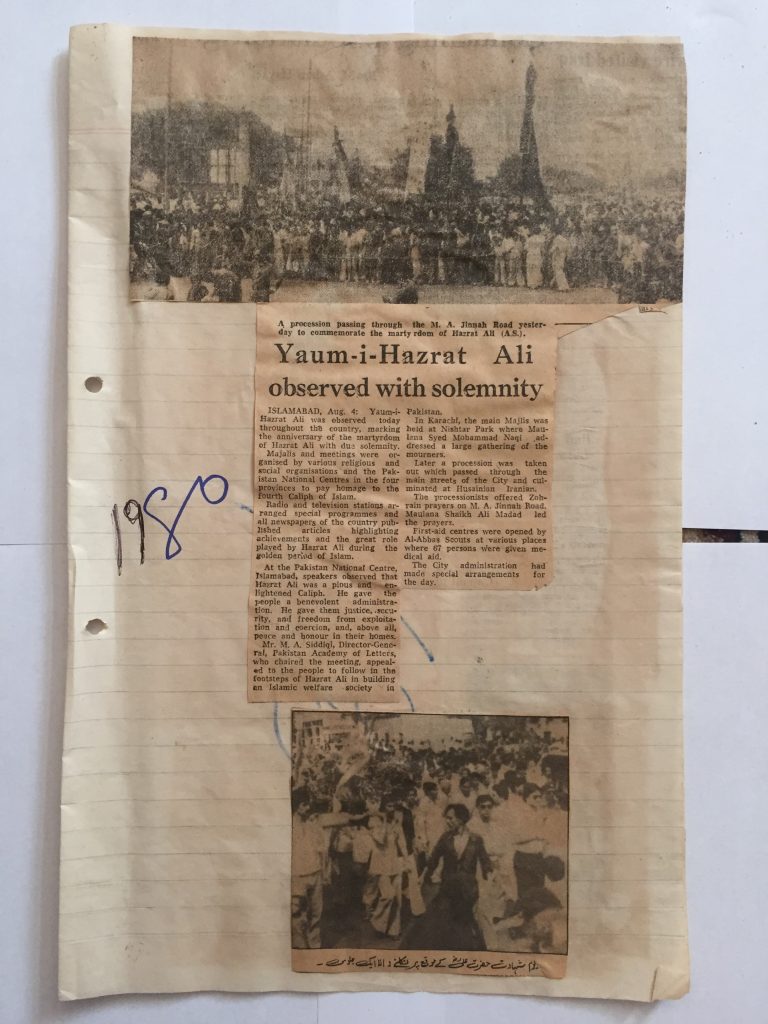 A procession passing through the M. A. Jinnah Road yester-
day to commemorate the martyrdom of Hazrat Ali (A.S.).
Yaum-i-Hazrat Ali
observed with solemnity
ISLAMABAD, Aug. 4: Yaum-i-
Hazrat Ali was observed today
throughout the country, marking
the anniversary of the martyrdom
of Hazrat Ali with due solemnity.
Majalis and meetings were or-
ganised by various religious and
social organisations and the Pak-
istan National Centres in the four
provinces to pay homage to the
fourth Caliph of Islam.
Radio and television stations ar-
ranged special programmes and
all newspapers of the country pub-
lished articles highlighting
achievements and the great role
played by Hazrat Ali during the
golden period of Islam.
At the Pakistan National Centre,
Islamabad, speakers observed that
Hazrat Ali was a pious and en-
lightened Caliph. He gave the
people a benevolent administra-
tion. He gave them justice, secu-
rity, and freedom from exploita-
tion and coercion, and, above all,
peace and honour in their homes.
Mr. M. A. Siddiqi, Director-Gene-
ral, Pakistan Academy of Letters,
who chaired the meeting, appeal-
ed to the people to follow in the
footsteps of Hazrat Ali in building
an Islamic welfare society in
Pakistan.
In Karachi, the main Majlis was
held at Nishtar Park where Mau-
lana Syed Mohammad Naqi ad-
dressed a large gathering of the
mourners.
Later a procession was taken
out which passed through the
main streets of the City and cul-
minated at Husainian Iranian.
The processionists offered Zoh-
rain prayers on M. A. Jinnah Road.
Maulana Shaikh Ali Madad led
the prayers.
First-aid centres were opened by
Al-Abbas Scouts at various places
where 67 persons were given me-
dical aid.
The City administration had
made special arrangements for
the day.
1980
یوم شہادت حضرت علیؓ کے موقع پر نکلنے والا ایک جلوس ۔